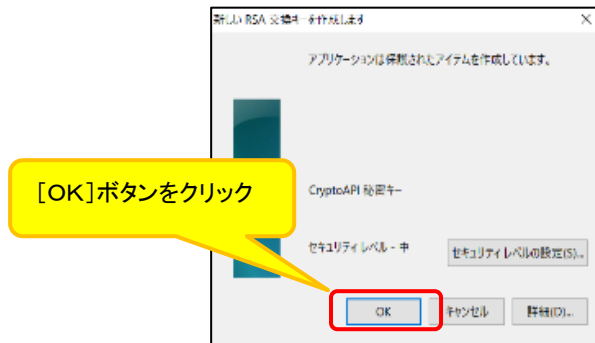 新しい RSA 交換キーを作成します
アプリケーションは保護されたアイテムを作成しています。
[OK]ボタンをクリック
CryptoAPI 秘密キー
セキュリティ レベル - 中
セキュリティ レベルの設定(S)...
OK
キャンセル
詳細(D)...